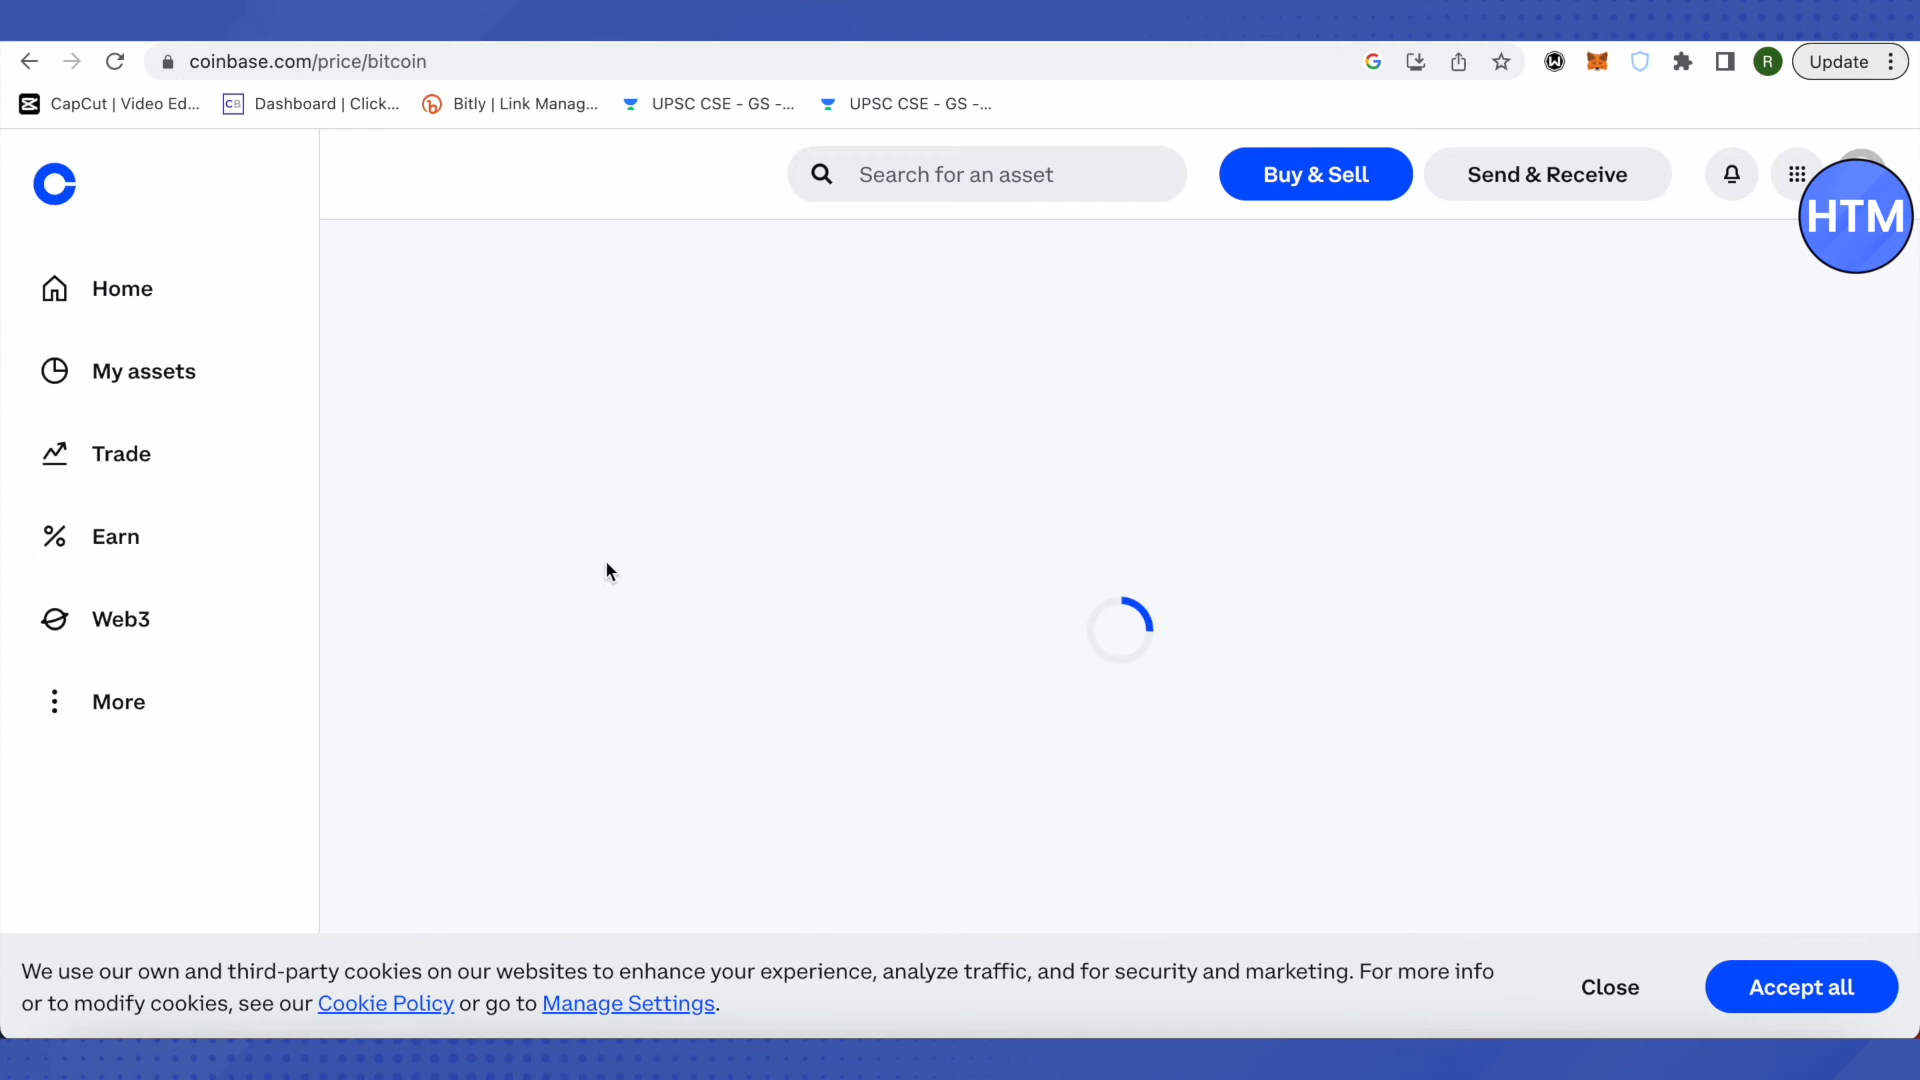 coinbase.com/price/bitcoin
R
Update
CapCut | Video Ed...
CB Dashboard | Click...
Bitly | Link Manag...
UPSC CSE - GS -...
UPSC CSE - GS -...
Search for an asset
Buy & Sell
Send & Receive
HTM
Home
My assets
Trade
Earn
Web3
More
We use our own and third-party cookies on our websites to enhance your experience, analyze traffic, and for security and marketing. For more info
or to modify cookies, see our Cookie Policy or go to Manage Settings.
Close
Accept all